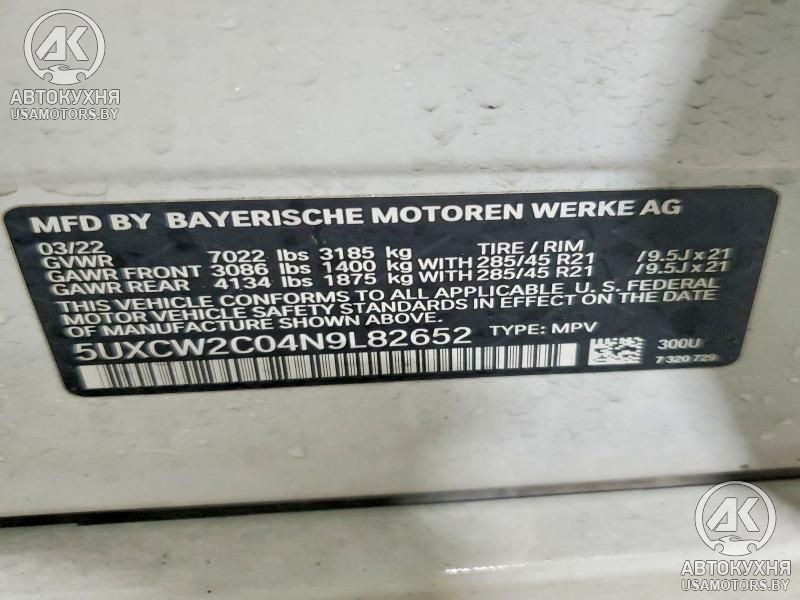 AK
АВТОКУХНЯ
USAMOTORS.BY
MFD BY BAYERISCHE MOTOREN WERKE AG
03/22
GVWR 7022 lbs 3185 kg TIRE / RIM
GAWR FRONT 3086 lbs 1400 kg WITH 285/45 R21 /9.5J x 21
GAWR REAR 4134 lbs 1875 kg WITH 285/45 R21 /9.5J x 21
THIS VEHICLE CONFORMS TO ALL APPLICABLE U. S. FEDERAL
MOTOR VEHICLE SAFETY STANDARDS IN EFFECT ON THE DATE
OF MANUFACTURE SHOWN ABOVE.
5UXCW2C04N9L82652 TYPE: MPV
300U
7 320 729
AK
АВТОКУХНЯ
USAMOTORS.BY